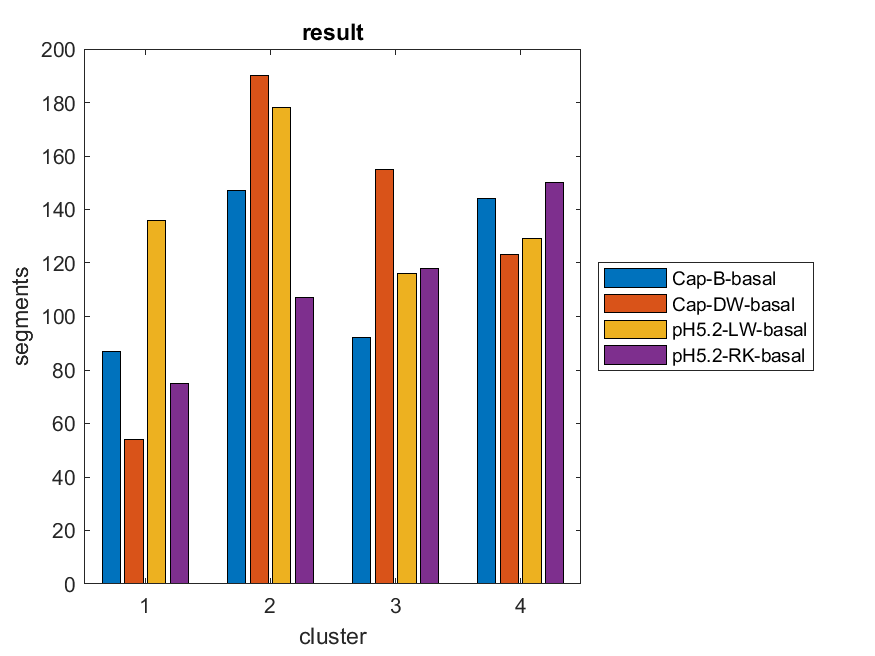 result
200
180
160
140
120
100
80
60
40
20
0
segments
1 2 3 4
cluster
Cap-B-basal
Cap-DW-basal
pH5.2-LW-basal
pH5.2-RK-basal